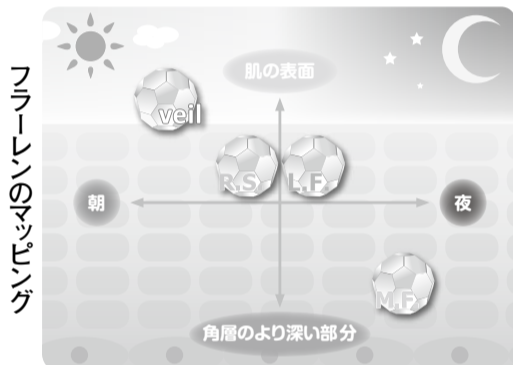 フラーレンのマッピング
肌の表面
veil
R.S
L.F
朝
夜
M.F
角層のより深い部分